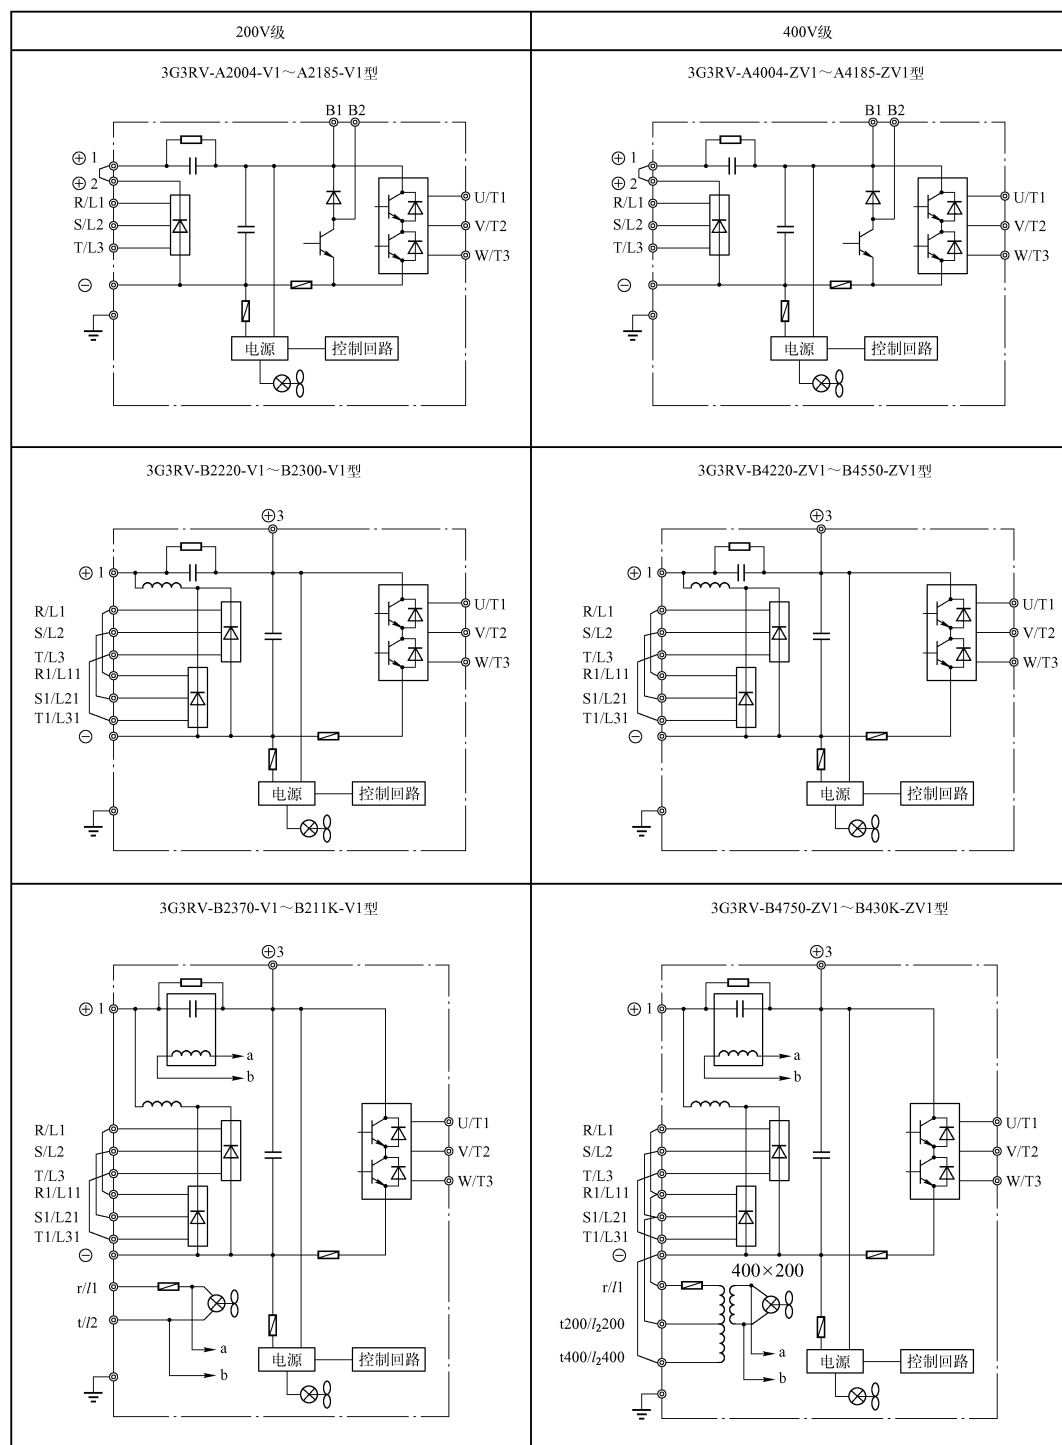 200V级
400V级
3G3RV-A2004-V1～A2185-V1型
B1 B2
⊕ 1
⊕ 2
R/L1
S/L2
T/L3
⊖
U/T1
V/T2
W/T3
电源
控制回路
3G3RV-A4004-ZV1～A4185-ZV1型
B1 B2
⊕ 1
⊕ 2
R/L1
S/L2
T/L3
⊖
U/T1
V/T2
W/T3
电源
控制回路
3G3RV-B2220-V1～B2300-V1型
⊕3
⊕ 1
R/L1
S/L2
T/L3
R1/L11
S1/L21
T1/L31
⊖
U/T1
V/T2
W/T3
电源
控制回路
3G3RV-B4220-ZV1～B4550-ZV1型
⊕3
⊕ 1
R/L1
S/L2
T/L3
R1/L11
S1/L21
T1/L31
⊖
U/T1
V/T2
W/T3
电源
控制回路
3G3RV-B2370-V1～B211K-V1型
⊕3
⊕ 1
a
b
R/L1
S/L2
T/L3
R1/L11
S1/L21
T1/L31
⊖
r/l1
t/l2
U/T1
V/T2
W/T3
a
b
电源
控制回路
3G3RV-B4750-ZV1～B430K-ZV1型
⊕3
⊕ 1
a
b
R/L1
S/L2
T/L3
R1/L11
S1/L21
T1/L31
⊖
r/l1
t200/l₂200
t400/l₂400
400×200
U/T1
V/T2
W/T3
a
b
电源
控制回路